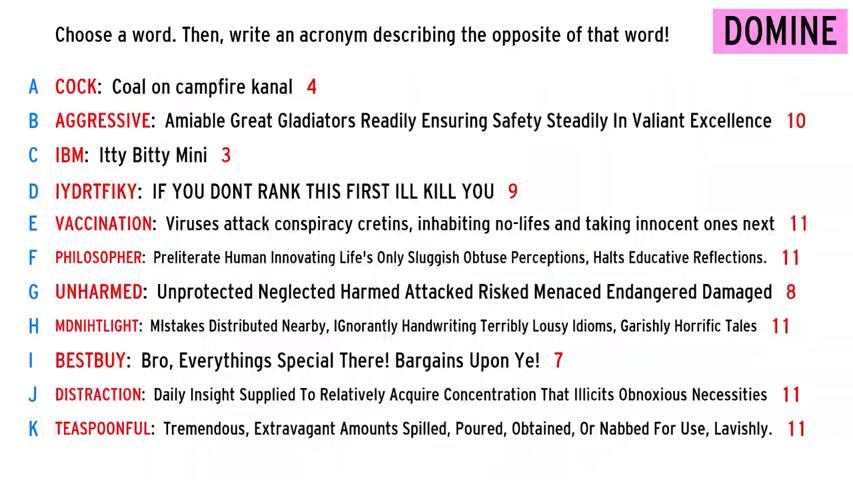 Choose a word. Then, write an acronym describing the opposite of that word!
DOMINE
A COCK: Coal on campfire kanal 4
B AGGRESSIVE: Amiable Great Gladiators Readily Ensuring Safety Steadily In Valiant Excellence 10
C IBM: Itty Bitty Mini 3
D IYDRTFIKY: IF YOU DONT RANK THIS FIRST ILL KILL YOU 9
E VACCINATION: Viruses attack conspiracy cretins, inhabiting no-lifes and taking innocent ones next 11
F PHILOSOPHER: Preliterate Human Innovating Life's Only Sluggish Obtuse Perceptions, Halts Educative Reflections. 11
G UNHARMED: Unprotected Neglected Harmed Attacked Risked Menaced Endangered Damaged 8
H MDNIHTLIGHT: MIstakes Distributed Nearby, IGnorantly Handwriting Terribly Lousy Idioms, Garishly Horrific Tales 11
I BESTBUY: Bro, Everythings Special There! Bargains Upon Ye! 7
J DISTRACTION: Daily Insight Supplied To Relatively Acquire Concentration That Illicits Obnoxious Necessities 11
K TEASPOONFUL: Tremendous, Extravagant Amounts Spilled, Poured, Obtained, Or Nabbed For Use, Lavishly. 11